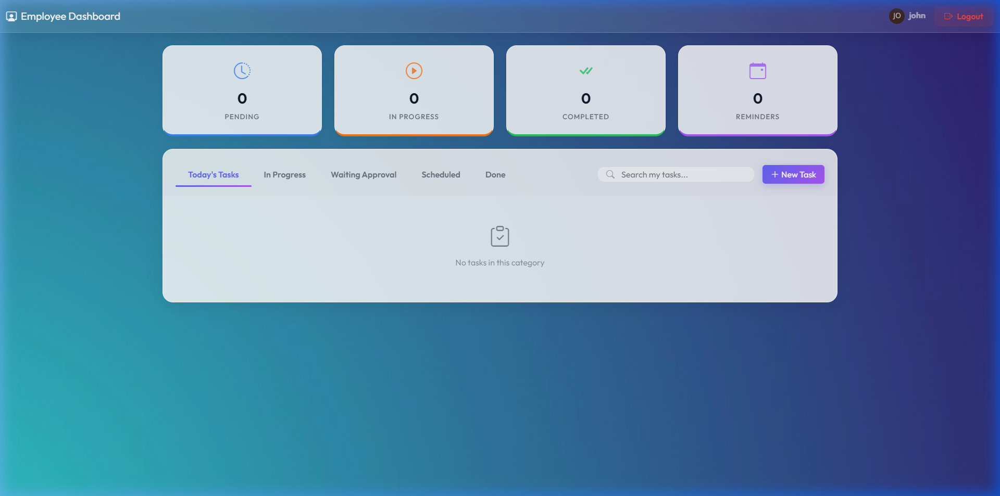 Employee Dashboard
JO john Logout
0
PENDING
0
IN PROGRESS
0
COMPLETED
0
REMINDERS
Today's Tasks In Progress Waiting Approval Scheduled Done Search my tasks... + New Task
No tasks in this category